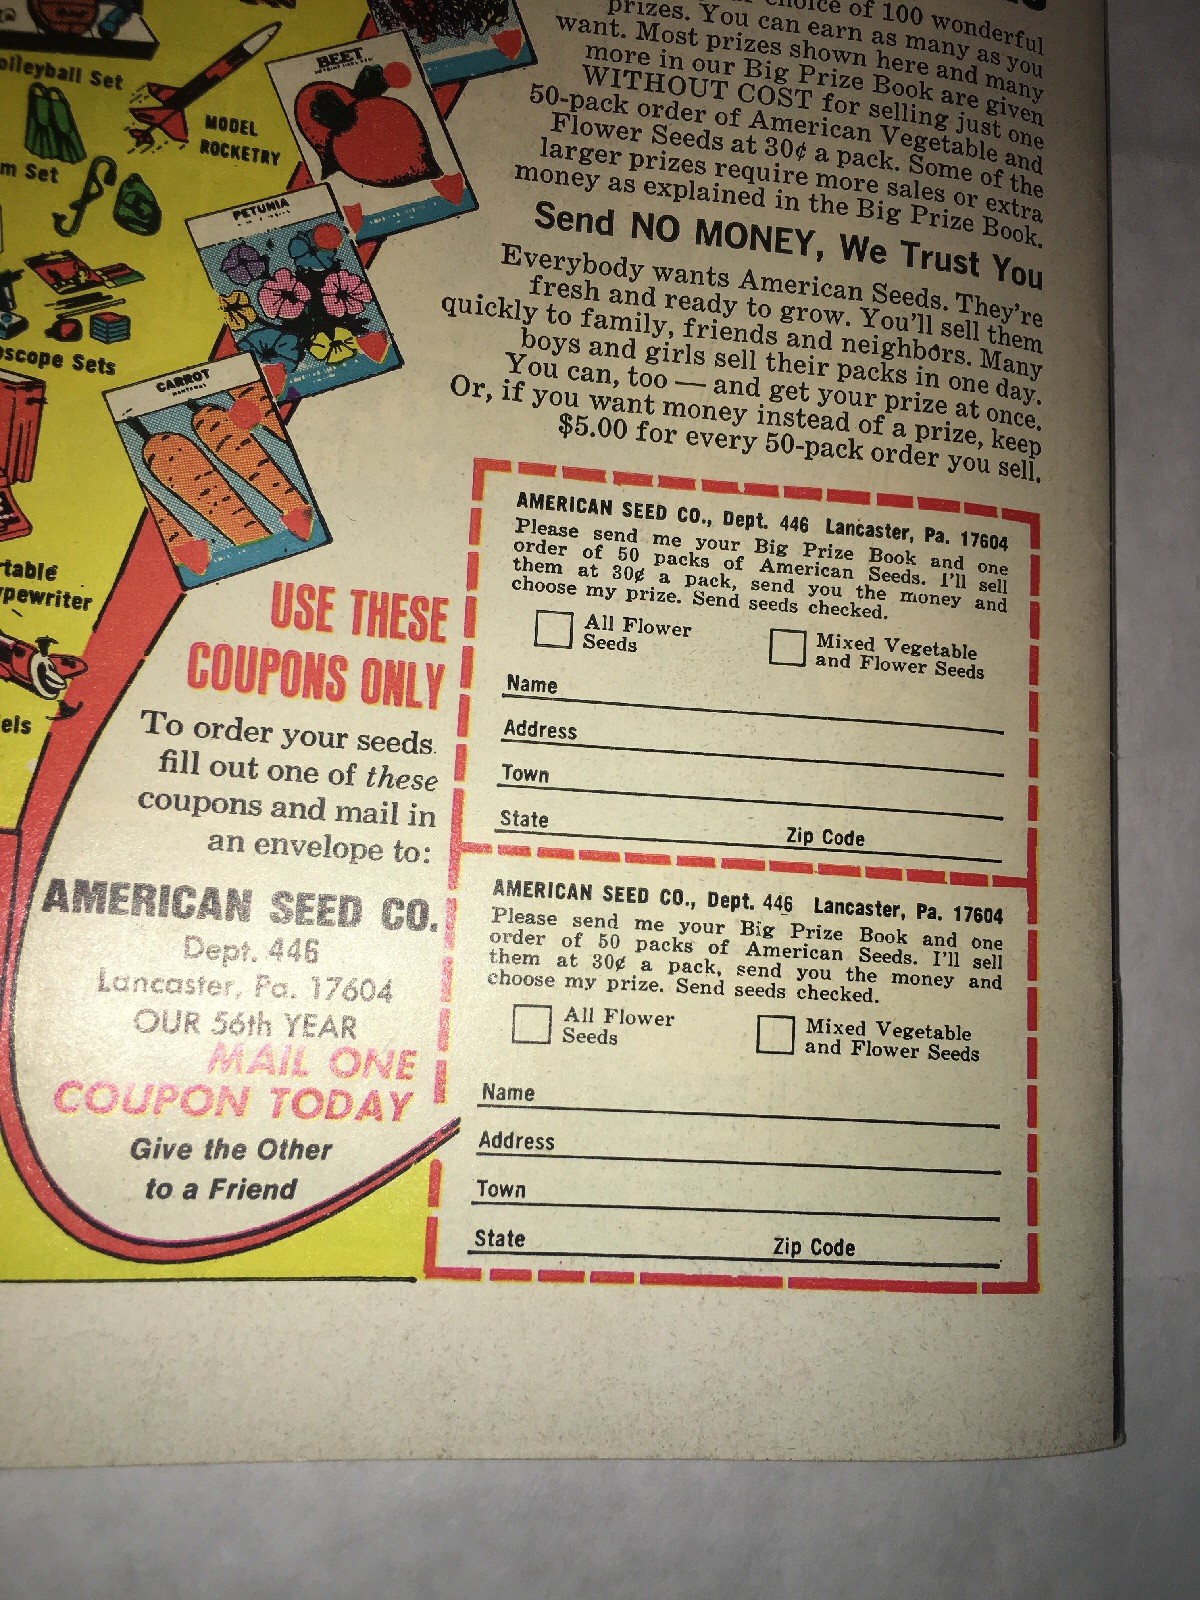 choice of 100 wonderful
prizes. You can earn as many as you
want. Most prizes shown here and many
more in our Big Prize Book are given
WITHOUT COST for selling just one
50-pack order of American Vegetable and
Flower Seeds at 30¢ a pack. Some of the
larger prizes require more sales or extra
money as explained in the Big Prize Book.
Send NO MONEY, We Trust You
Everybody wants American Seeds. They're
fresh and ready to grow. You'll sell them
quickly to family, friends and neighbors. Many
boys and girls sell their packs in one day.
You can, too — and get your prize at once.
Or, if you want money instead of a prize, keep
$5.00 for every 50-pack order you sell.
olleyball Set
MODEL
ROCKETRY
m Set
oscope Sets
rtable
ypewriter
els
BEET
PETUNIA
CARROT
USE THESE
COUPONS ONLY
To order your seeds
fill out one of these
coupons and mail in
an envelope to:
AMERICAN SEED CO.
Dept. 446
Lancaster, Pa. 17604
OUR 56th YEAR
MAIL ONE
COUPON TODAY
Give the Other
to a Friend
AMERICAN SEED CO., Dept. 446 Lancaster, Pa. 17604
Please send me your Big Prize Book and one
order of 50 packs of American Seeds. I'll sell
them at 30¢ a pack, send you the money and
choose my prize. Send seeds checked.
All Flower
Seeds
Mixed Vegetable
and Flower Seeds
Name
Address
Town
State Zip Code
AMERICAN SEED CO., Dept. 446 Lancaster, Pa. 17604
Please send me your Big Prize Book and one
order of 50 packs of American Seeds. I'll sell
them at 30¢ a pack, send you the money and
choose my prize. Send seeds checked.
All Flower
Seeds
Mixed Vegetable
and Flower Seeds
Name
Address
Town
State Zip Code